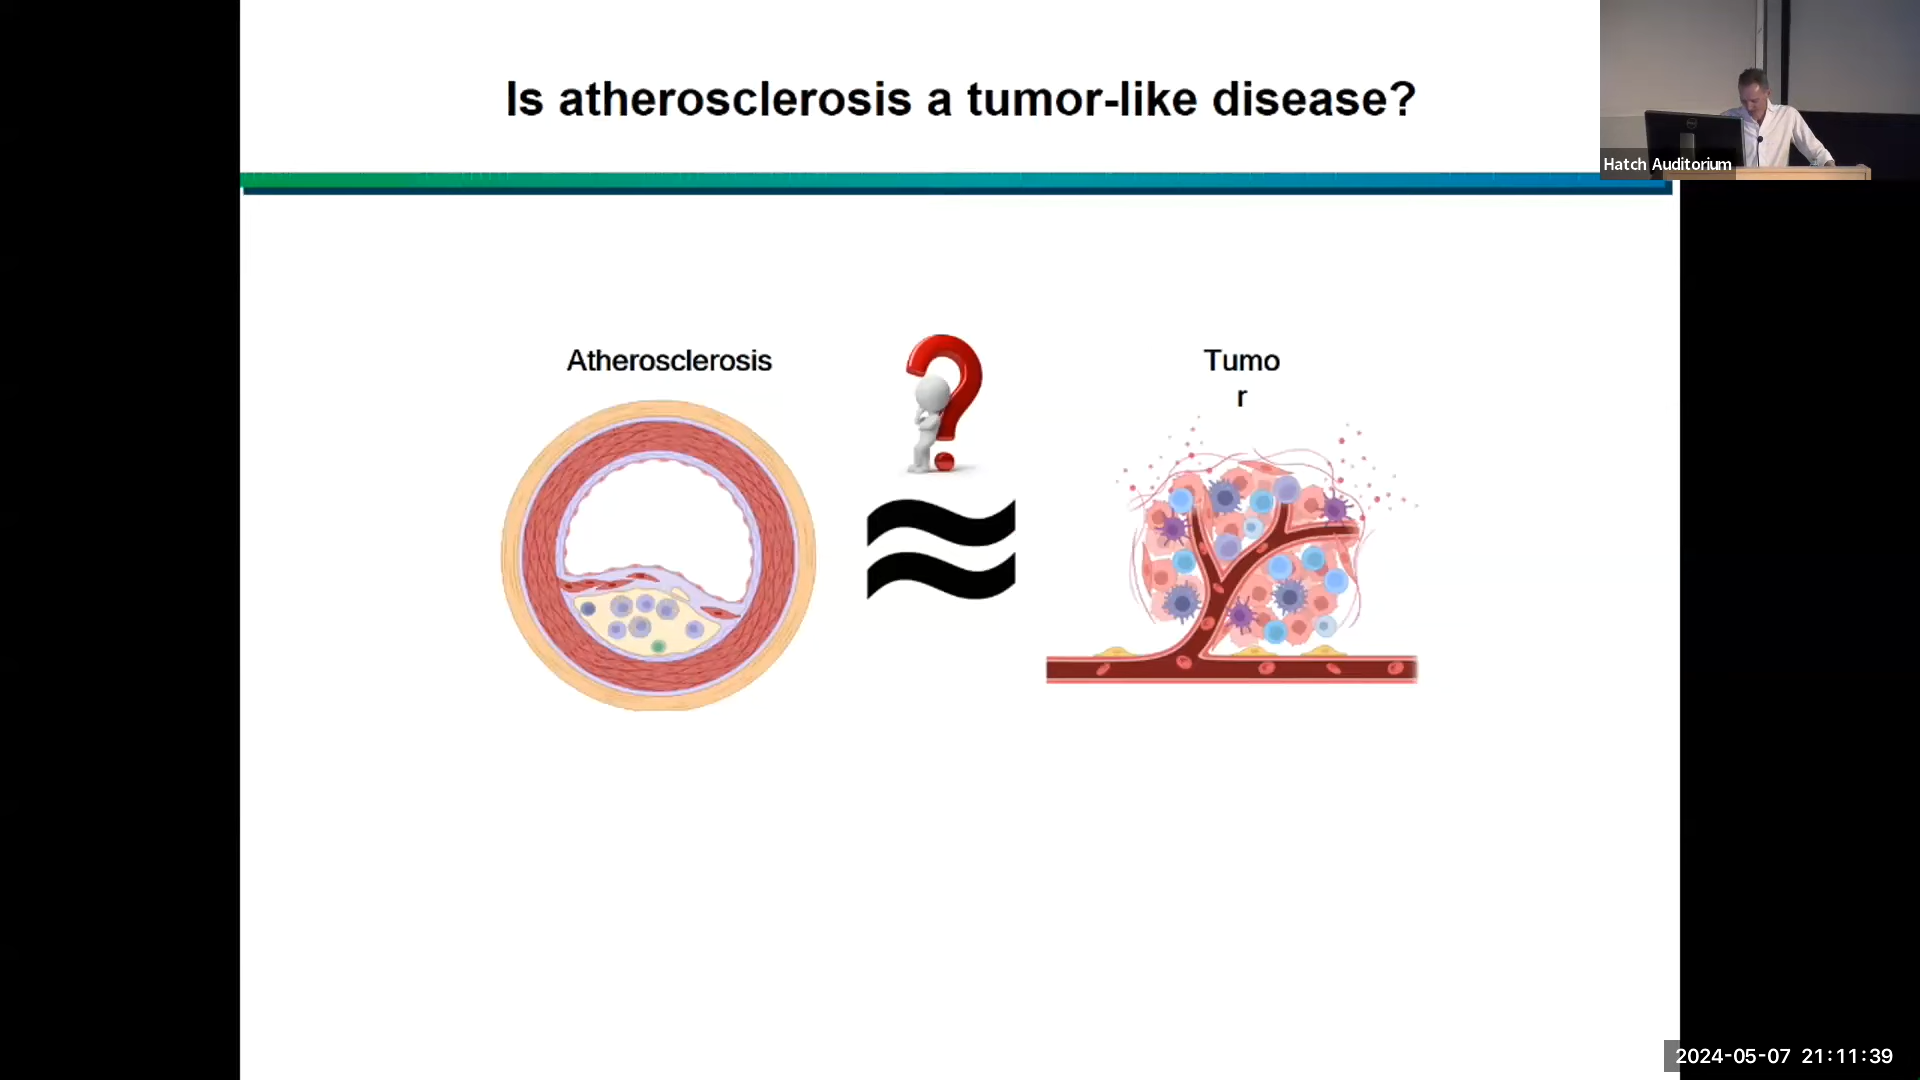 Is atherosclerosis a tumor-like disease?
Hatch Auditorium
Atherosclerosis
Tumo
r
2024-05-07 21:11:39